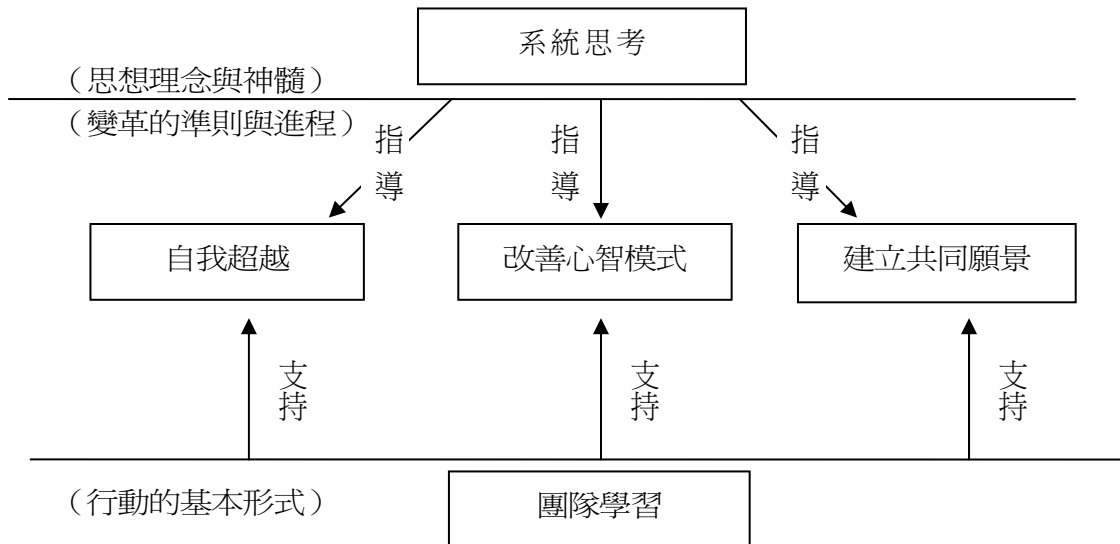 系統思考
（思想理念與神髓）
（變革的準則與進程）
指導
指導
指導
自我超越
改善心智模式
建立共同願景
支持
支持
支持
（行動的基本形式）
團隊學習